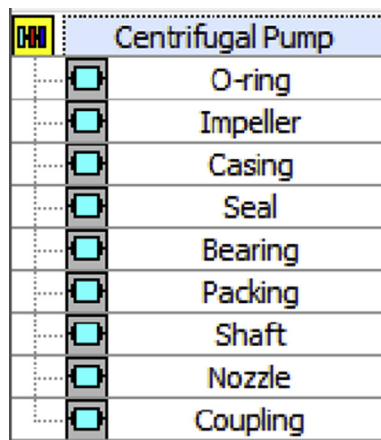 Centrifugal Pump
O-ring
Impeller
Casing
Seal
Bearing
Packing
Shaft
Nozzle
Coupling